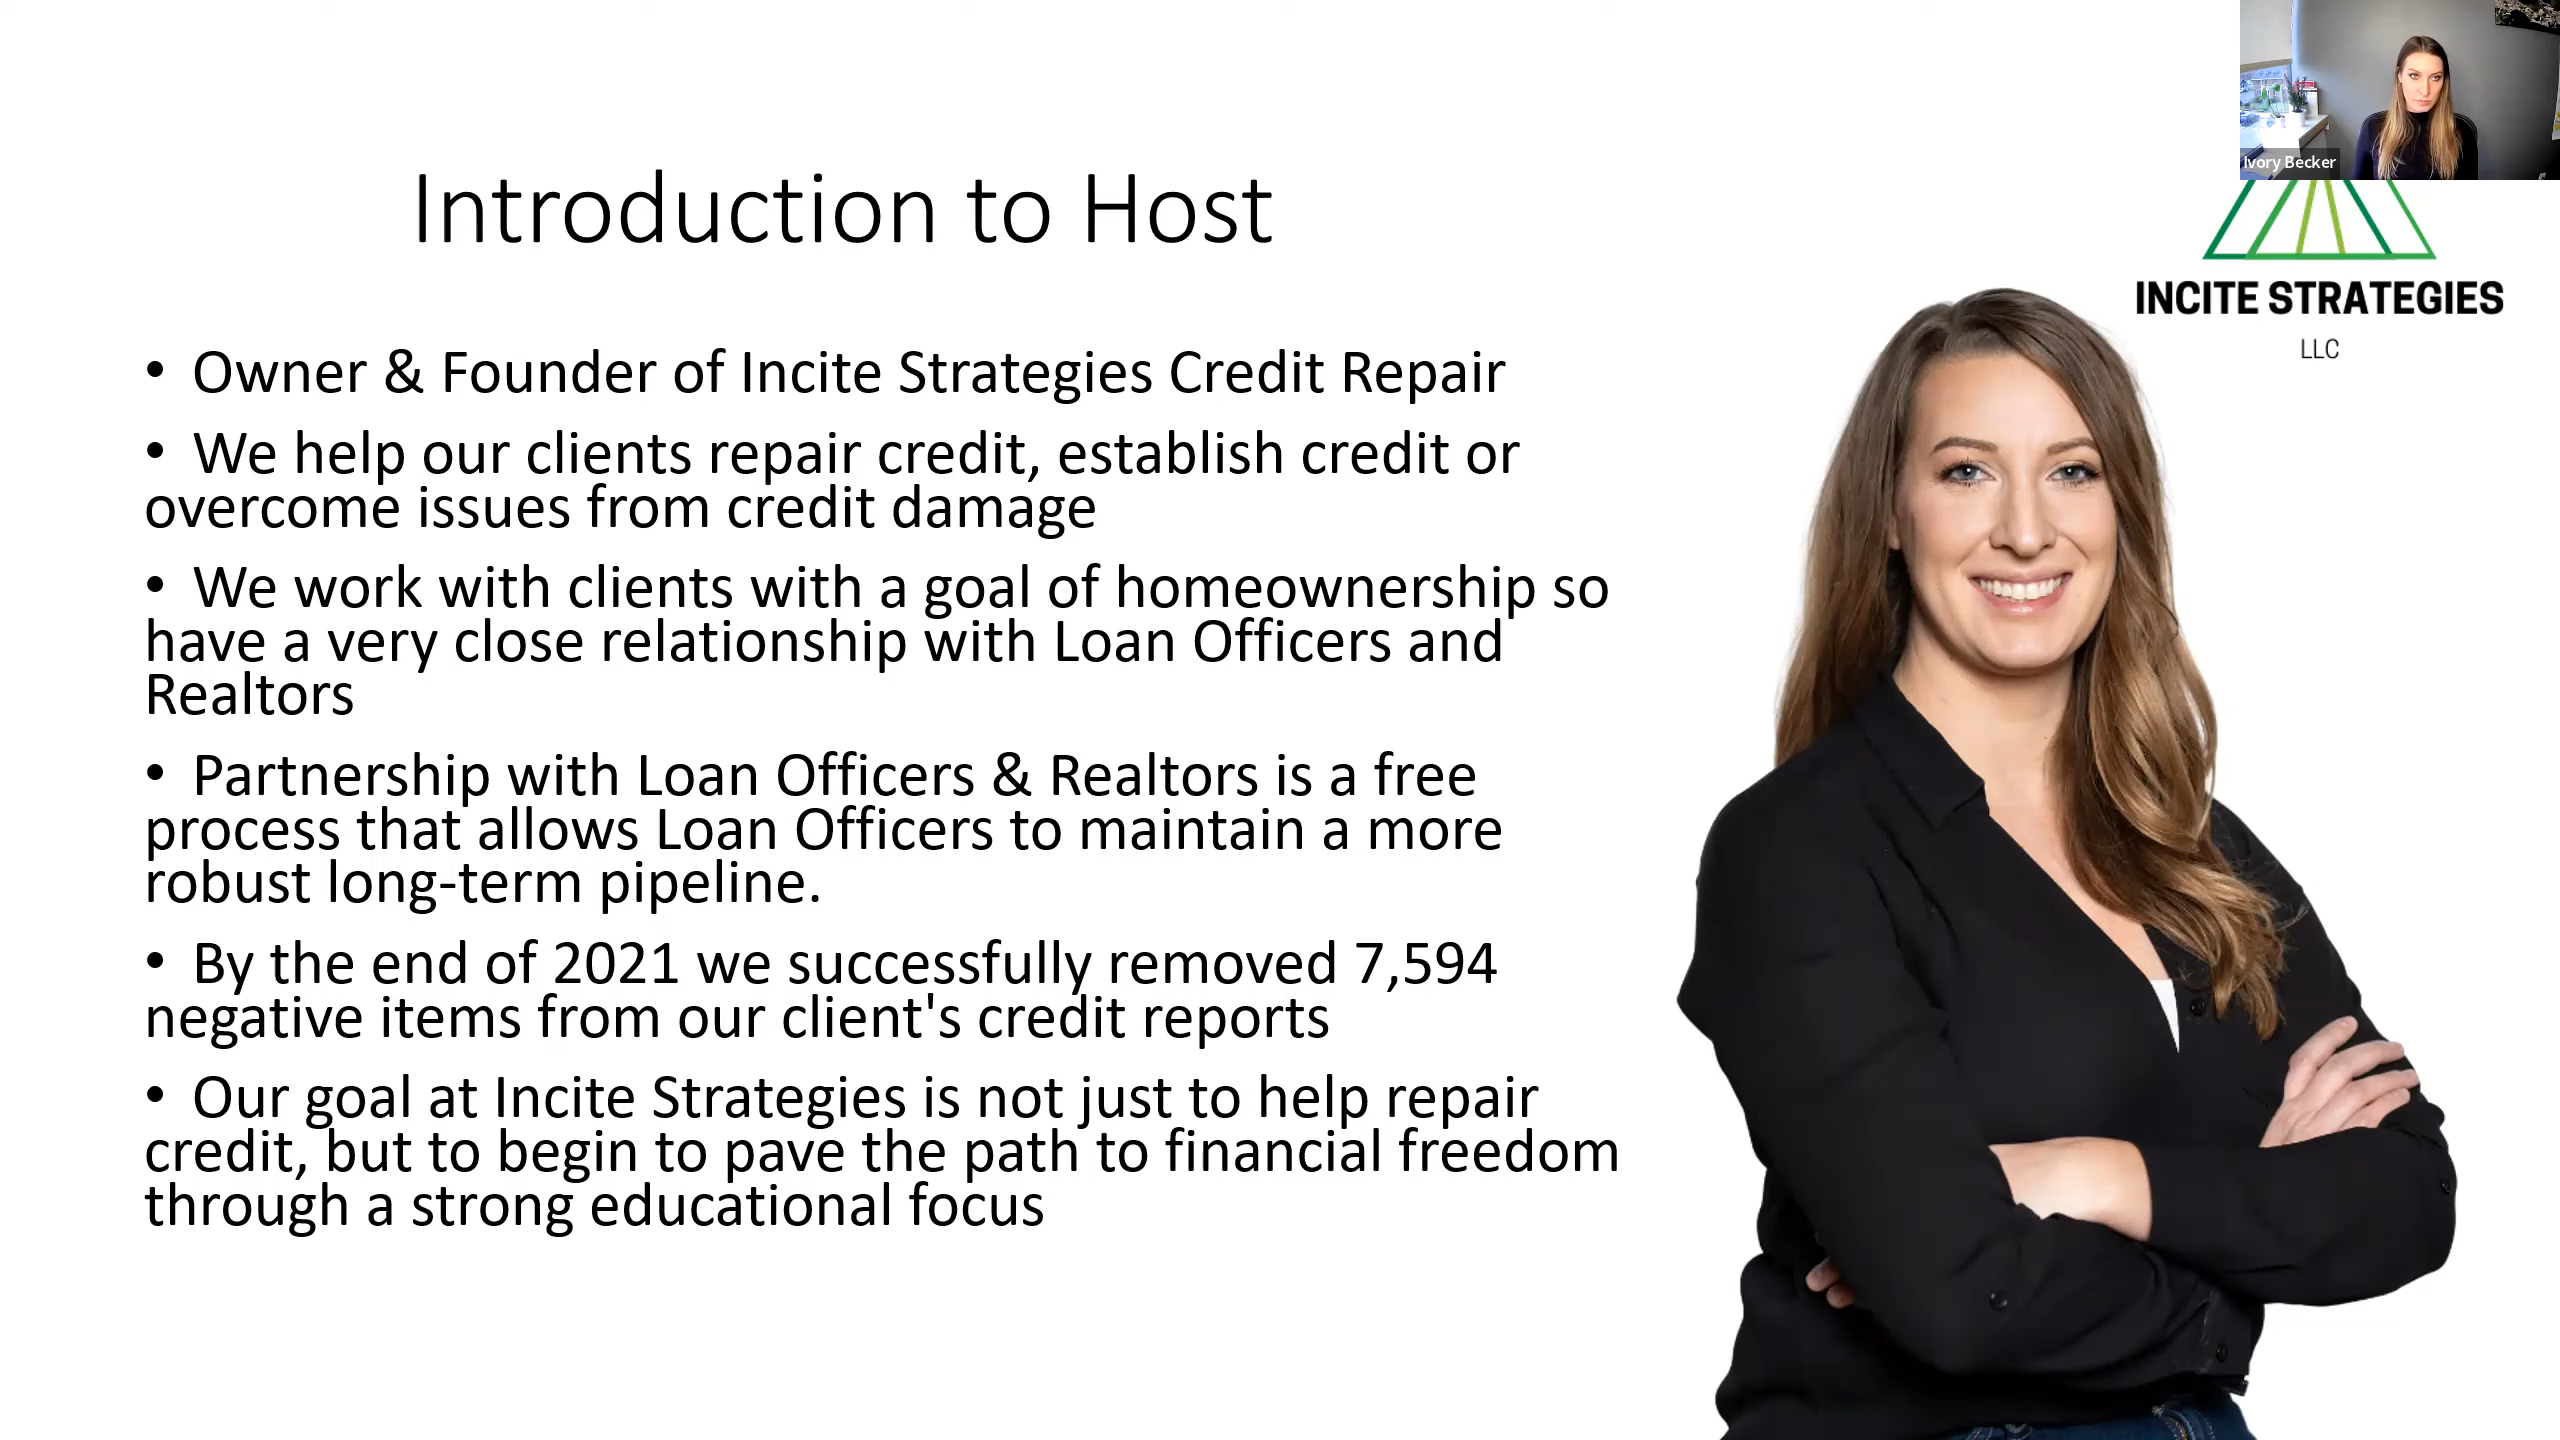 Ivory Becker
Introduction to Host
INCITE STRATEGIES
LLC
• Owner & Founder of Incite Strategies Credit Repair
• We help our clients repair credit, establish credit or
overcome issues from credit damage
• We work with clients with a goal of homeownership so
have a very close relationship with Loan Officers and
Realtors
• Partnership with Loan Officers & Realtors is a free
process that allows Loan Officers to maintain a more
robust long-term pipeline.
• By the end of 2021 we successfully removed 7,594
negative items from our client's credit reports
• Our goal at Incite Strategies is not just to help repair
credit, but to begin to pave the path to financial freedom
through a strong educational focus